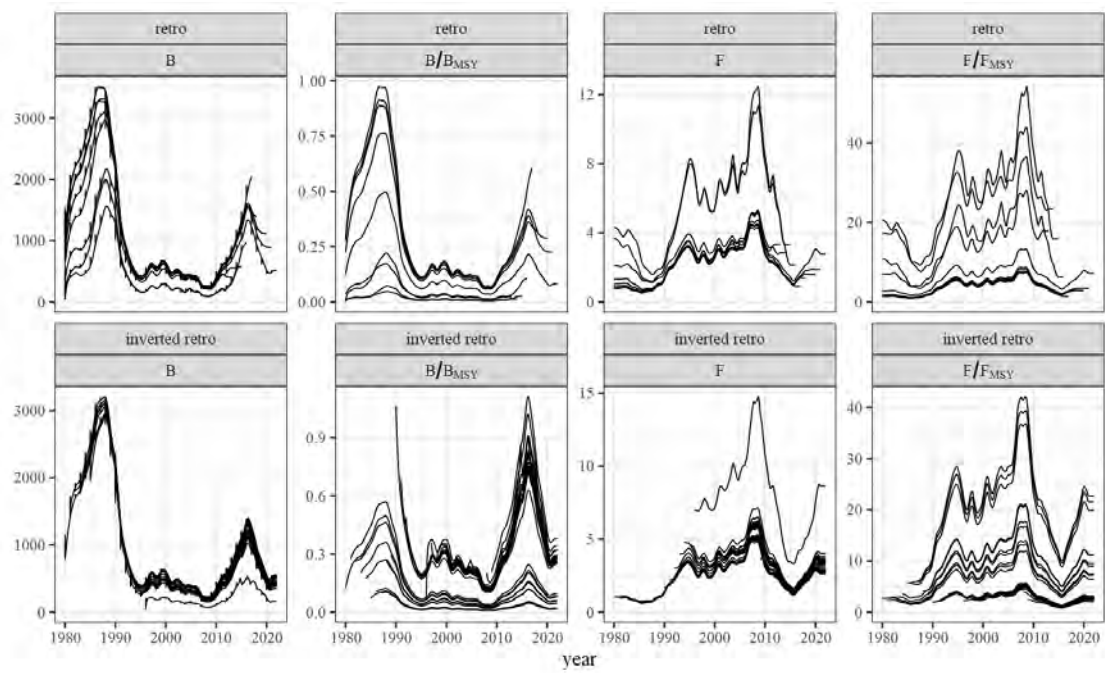 retro retro retro retro
B B/BMSY F F/FMSY
3000 1.00 12 40
2000 0.75 8 20
1000 0.50 4 0
0 0.25 0
0.00
inverted retro inverted retro inverted retro inverted retro
B B/BMSY F F/FMSY
3000 0.9 15 40
2000 0.6 10 30
1000 0.3 5 20
0 0.0 0 10
0
1980 1990 2000 2010 2020 1980 1990 2000 2010 2020 1980 1990 2000 2010 2020 1980 1990 2000 2010 2020
year